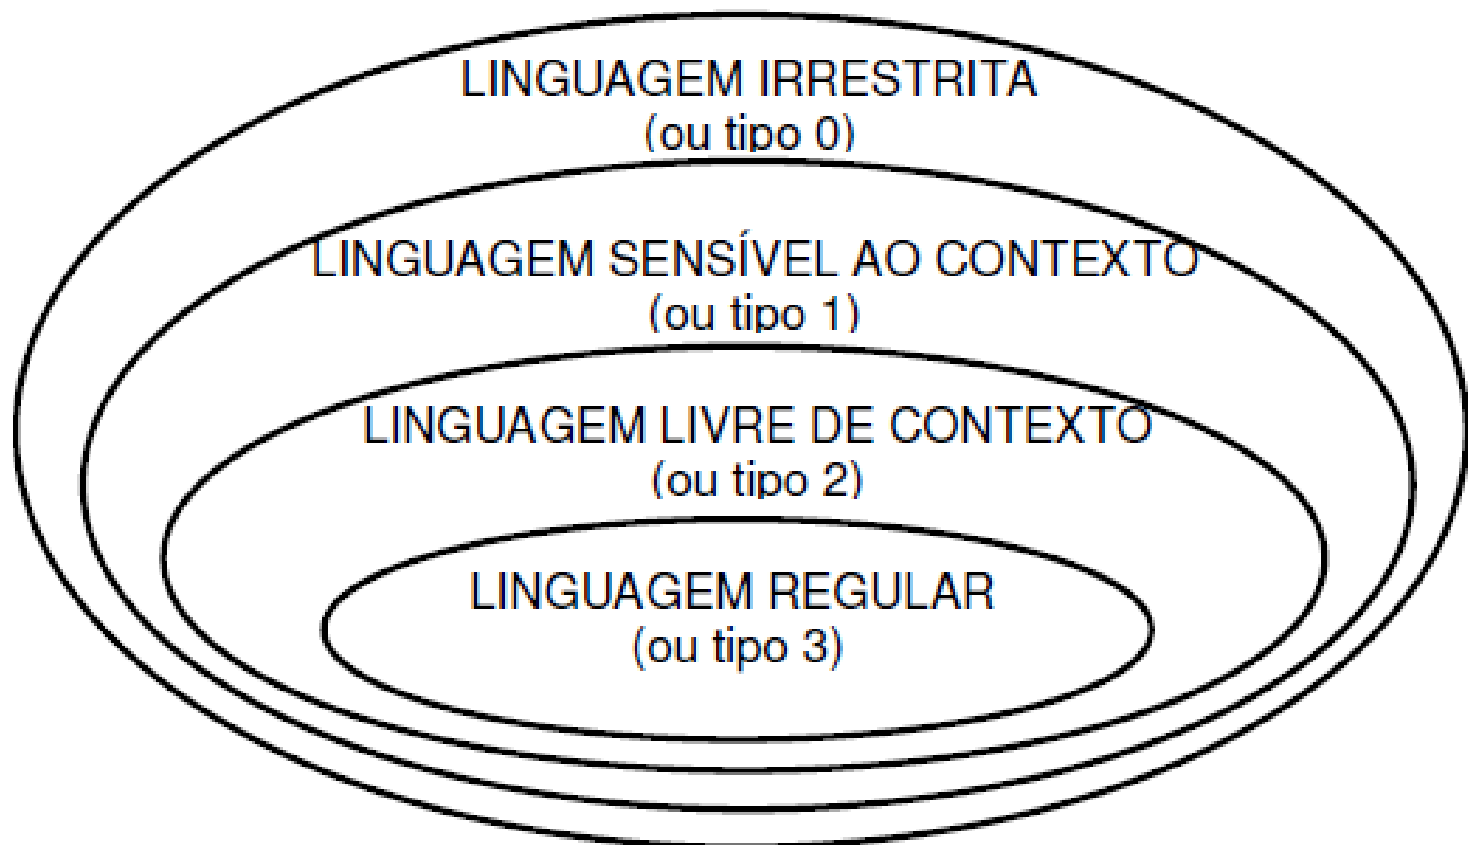 LINGUAGEM IRRESTRITA
(ou tipo 0)
LINGUAGEM SENSÍVEL AO CONTEXTO
(ou tipo 1)
LINGUAGEM LIVRE DE CONTEXTO
(ou tipo 2)
LINGUAGEM REGULAR
(ou tipo 3)